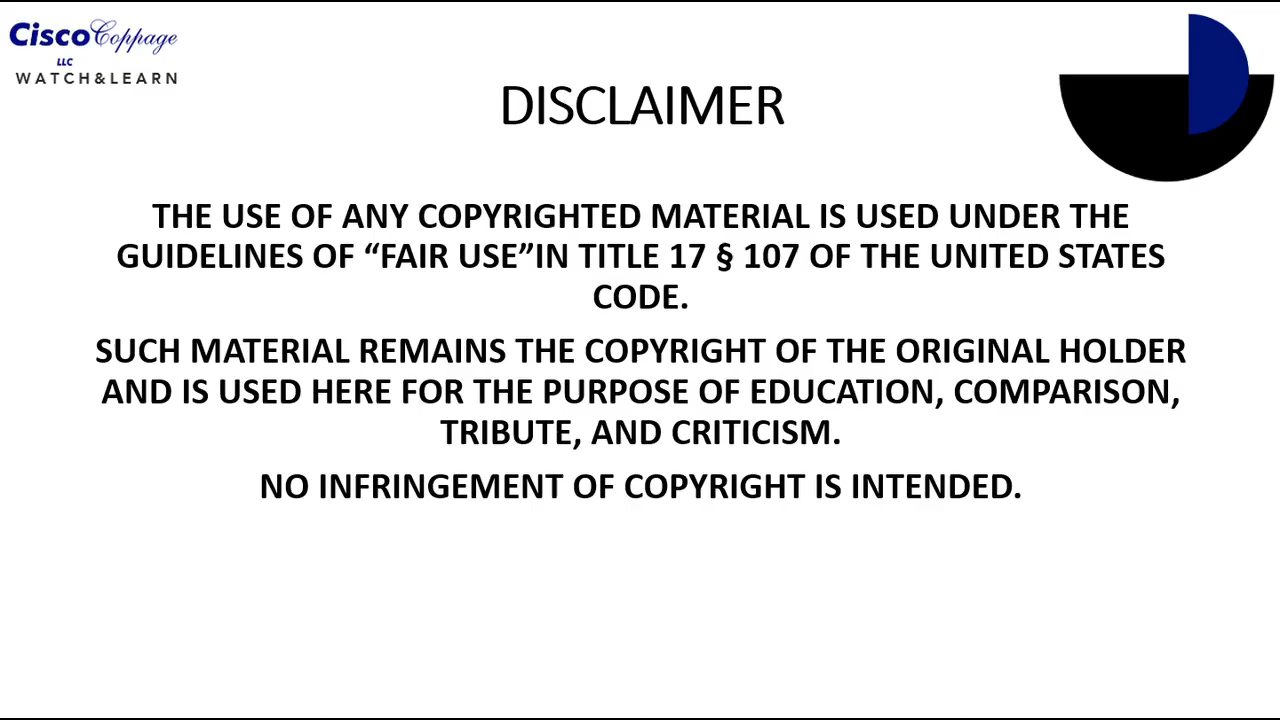 CiscoCoppage
LLC
WATCH&LEARN
DISCLAIMER
THE USE OF ANY COPYRIGHTED MATERIAL IS USED UNDER THE
GUIDELINES OF “FAIR USE”IN TITLE 17 § 107 OF THE UNITED STATES
CODE.
SUCH MATERIAL REMAINS THE COPYRIGHT OF THE ORIGINAL HOLDER
AND IS USED HERE FOR THE PURPOSE OF EDUCATION, COMPARISON,
TRIBUTE, AND CRITICISM.
NO INFRINGEMENT OF COPYRIGHT IS INTENDED.